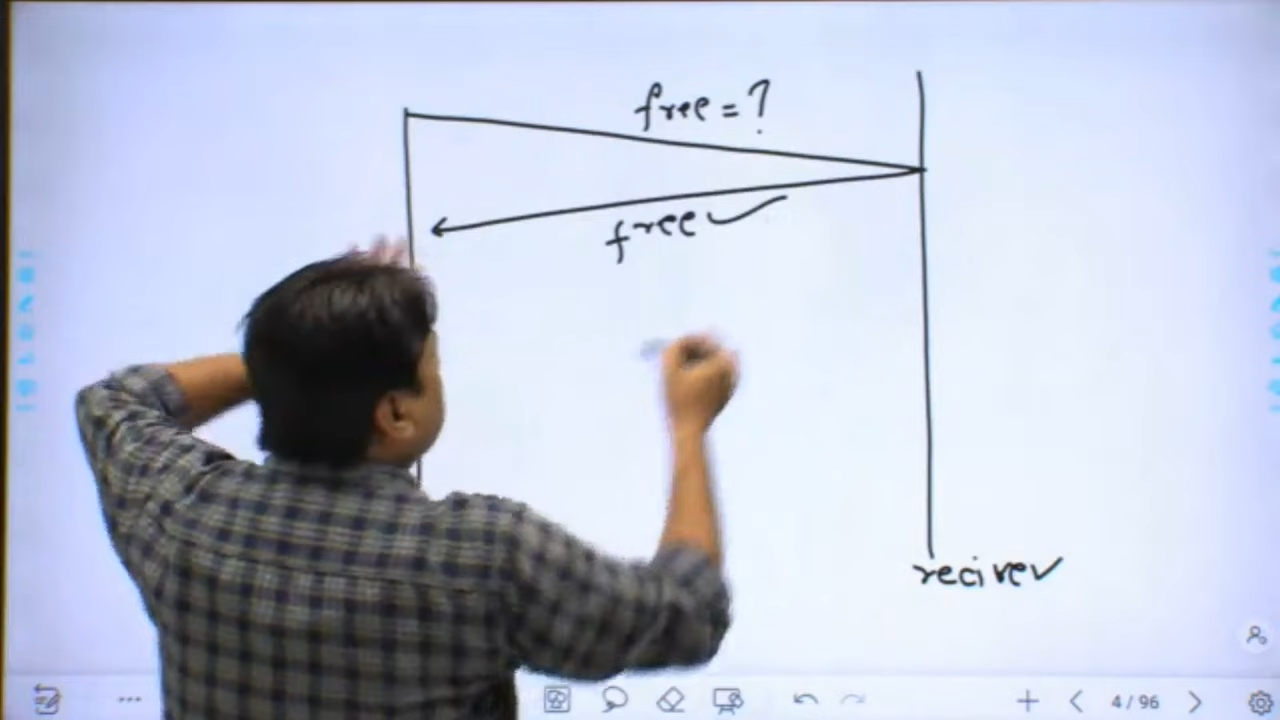 free = ?
free ✓
reciver
4 / 96